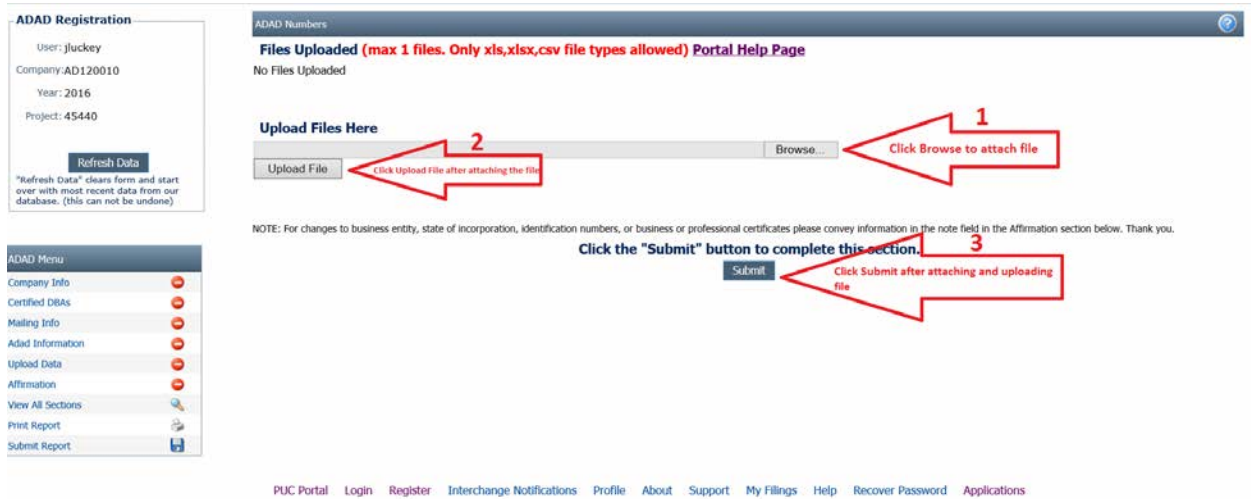 ADAD Registration
User: jluckey
Company:AD120010
Year: 2016
Project: 45440
Refresh Data
"Refresh Data" clears form and start
over with most recent data from our
database. (this can not be undone)
ADAD Menu
Company Info
Certified DBAs
Mailing Info
Adad Information
Upload Data
Affirmation
View All Sections
Print Report
Submit Report
ADAD Numbers
Files Uploaded (max 1 files. Only xls,xlsx,csv file types allowed) Portal Help Page
No Files Uploaded
Upload Files Here
Browse...
1
Click Browse to attach file
Upload File
2
Click Upload File after attaching the file
NOTE: For changes to business entity, state of incorporation, identification numbers, or business or professional certificates please convey information in the note field in the Affirmation section below. Thank you.
Click the "Submit" button to complete this section.
Submit
3
Click Submit after attaching and uploading
file
PUC Portal Login Register Interchange Notifications Profile About Support My Filings Help Recover Password Applications